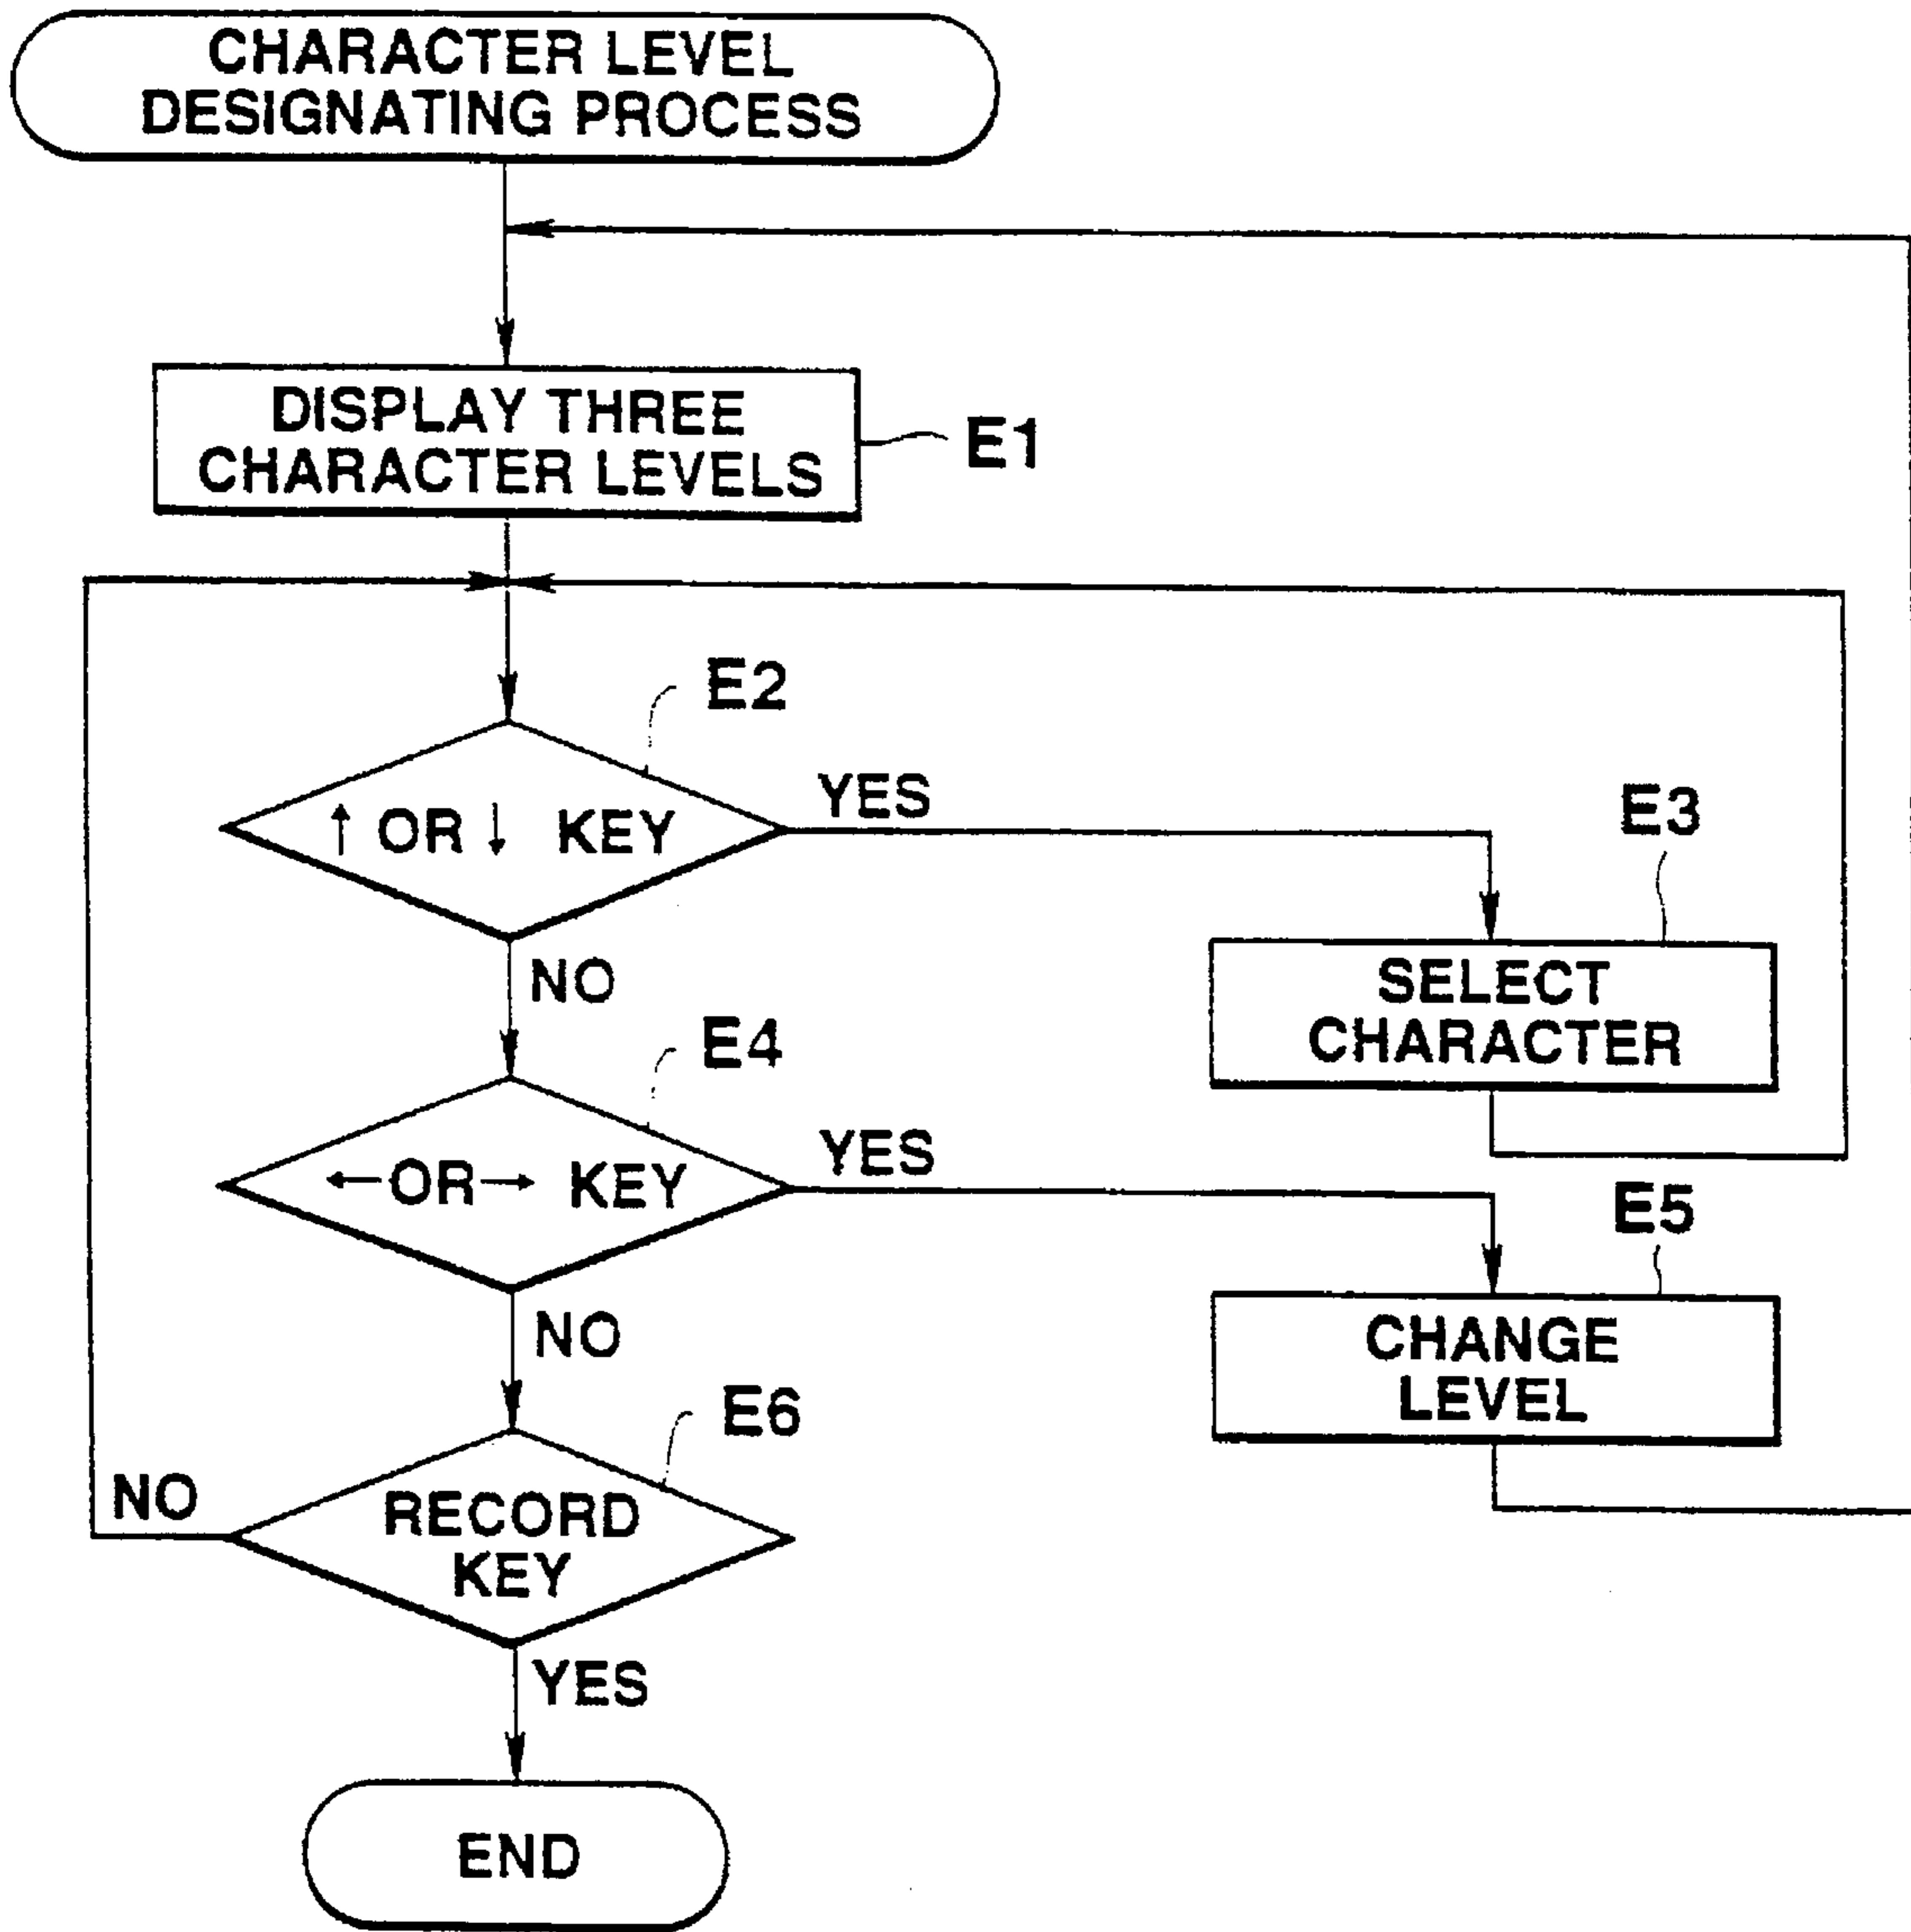 CHARACTER LEVEL
DESIGNATING PROCESS
DISPLAY THREE
CHARACTER LEVELS
E1
E2
↑ OR ↓ KEY
YES
E3
SELECT
CHARACTER
NO
E4
← OR → KEY
YES
E5
CHANGE
LEVEL
NO
E6
RECORD
KEY
NO
YES
END